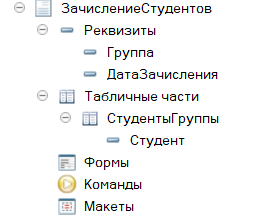 ЗачислениеСтудентов
Реквизиты
Группа
ДатаЗачисления
Табличные части
СтудентыГруппы
Студент
Формы
Команды
Макеты